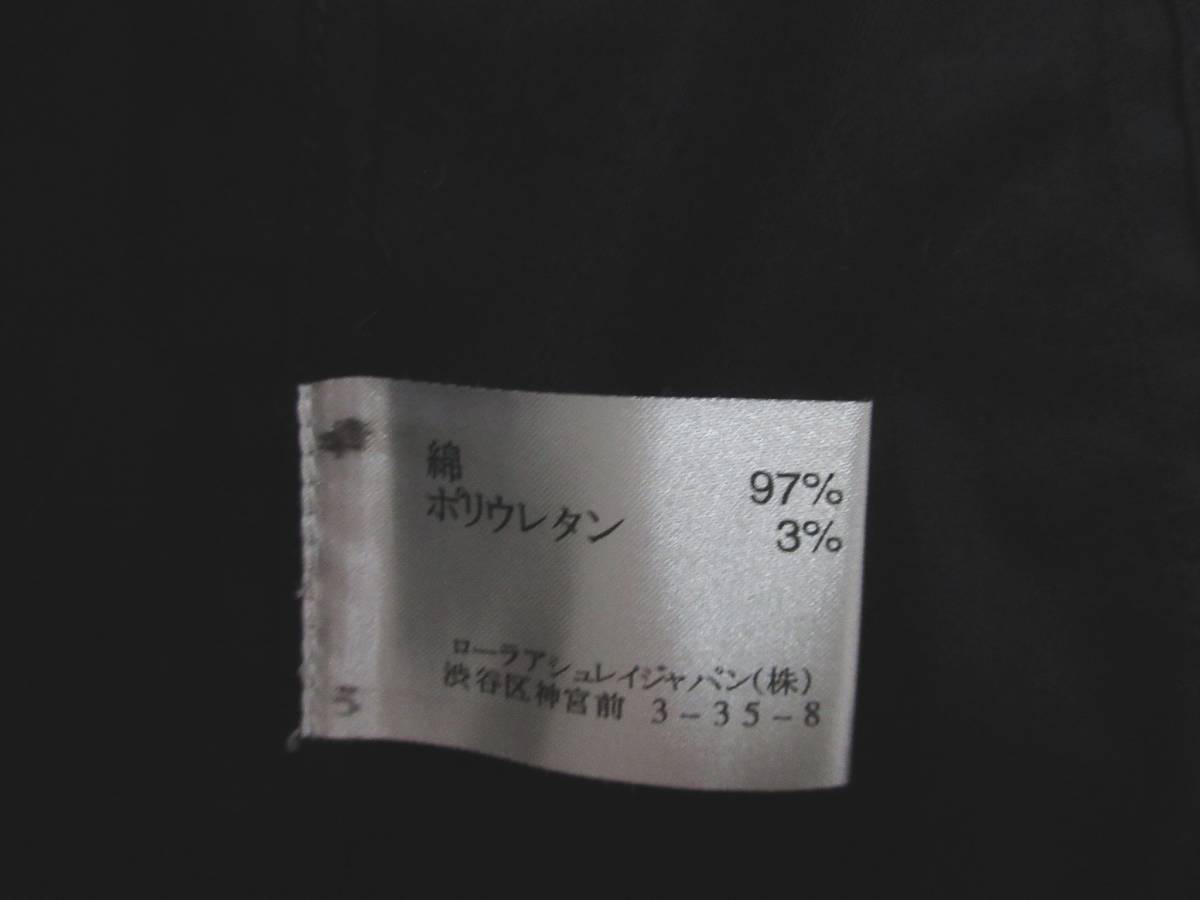 綿 97%
ポリウレタン 3%
ローラアシュレイジャパン(株)
渋谷区神宮前 3-35-8